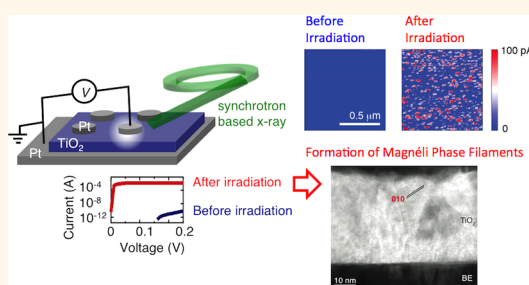 Before
Irradiation
After
Irradiation
100 pA
0
0.5 μm
V
synchrotron
based x-ray
Pt
TiO2
Pt
Formation of Magnéli Phase Filaments
Current (A)
10-4
10-8
10-12
After irradiation
Before irradiation
0 0.1 0.2
Voltage (V)
010
TiO2
10 nm
BE